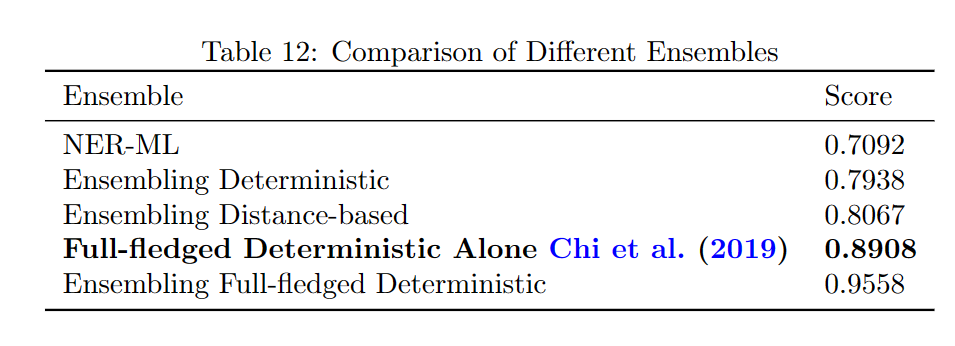 Table 12: Comparison of Different Ensembles
Ensemble Score
NER-ML 0.7092
Ensembling Deterministic 0.7938
Ensembling Distance-based 0.8067
Full-fledged Deterministic Alone Chi et al. (2019) 0.8908
Ensembling Full-fledged Deterministic 0.9558